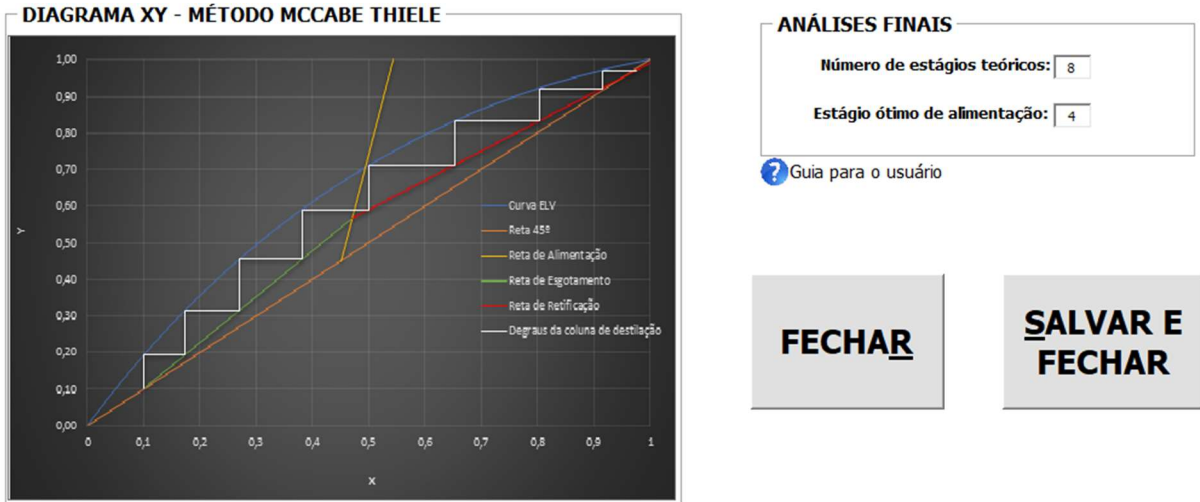 DIAGRAMA XY - MÉTODO MCCABE THIELE
1,00
0,90
0,80
0,70
0,60
0,50
0,40
0,30
0,20
0,10
0,00
Y
0 0,1 0,2 0,3 0,4 0,5 0,6 0,7 0,8 0,9 1
X
Curva ELV
Reta 45º
Reta de Alimentação
Reta de Esgotamento
Reta de Retificação
Degraus da coluna de destilação
ANÁLISES FINAIS
Número de estágios teóricos: 8
Estágio ótimo de alimentação: 4
? Guia para o usuário
FECHAR
SALVAR E
FECHAR